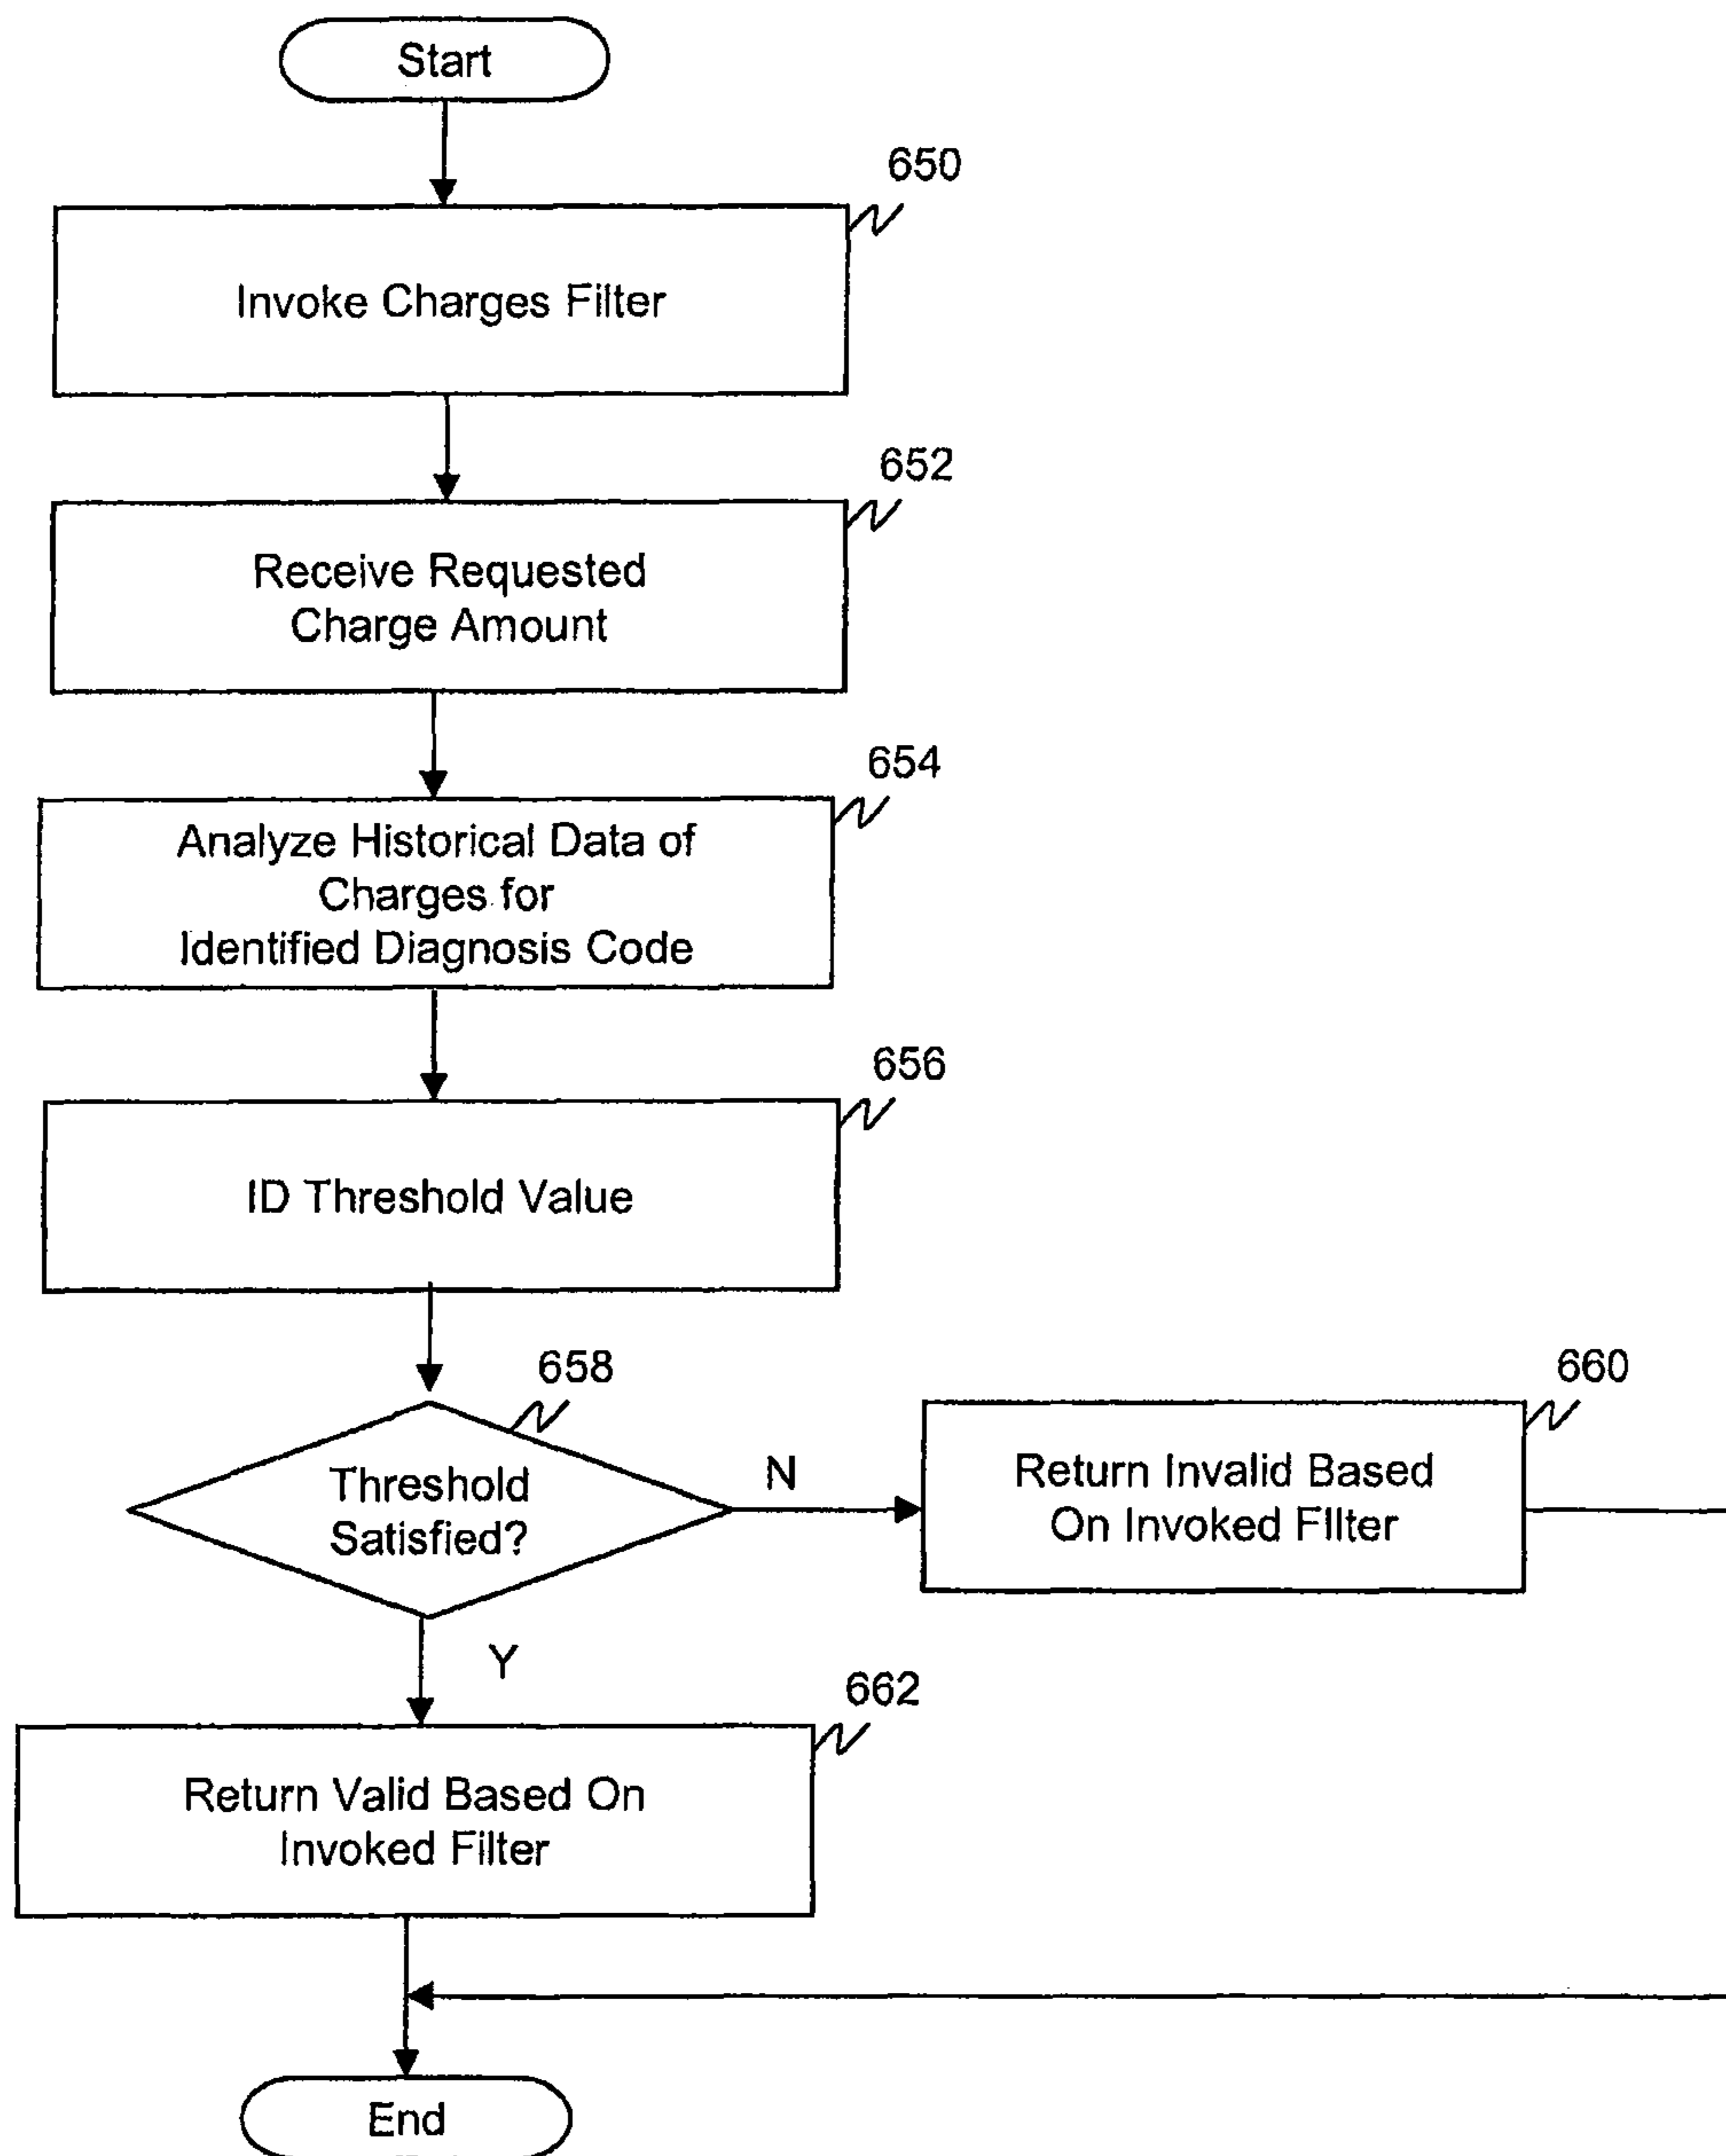 Start
650
Invoke Charges Filter
652
Receive Requested
Charge Amount
654
Analyze Historical Data of
Charges for
Identified Diagnosis Code
656
ID Threshold Value
658
Threshold
Satisfied?
N
660
Return Invalid Based
On Invoked FIlter
Y
662
Return Valid Based On
Invoked Filter
End